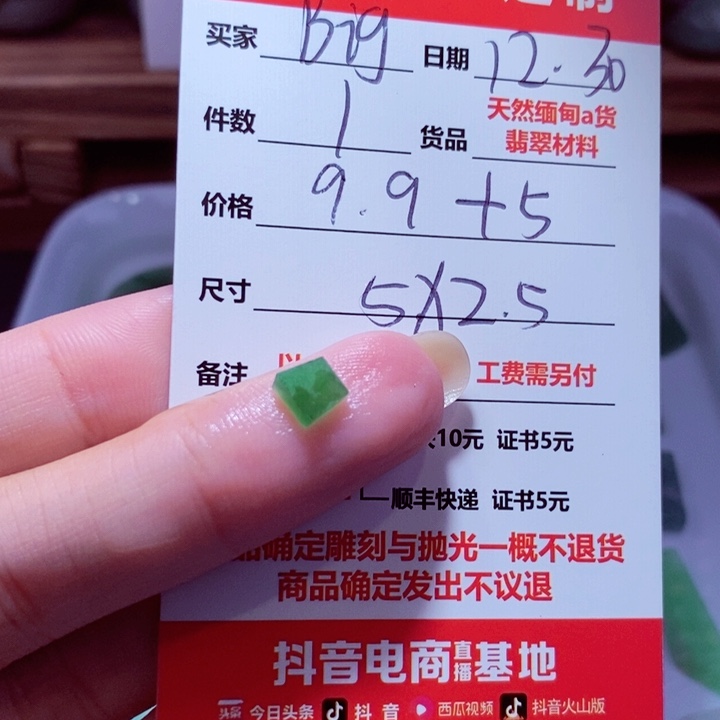 买家 Big 日期 12.30
件数 1 货品 天然缅甸a货
翡翠材料
价格 9.9+5
尺寸 5X2.5
备注 工费需另付
10元 证书5元
顺丰快递 证书5元
品确定雕刻与抛光一概不退货
商品确定发出不议退
抖音电商直播基地
头条 今日头条 抖音 西瓜视频 抖音火山版